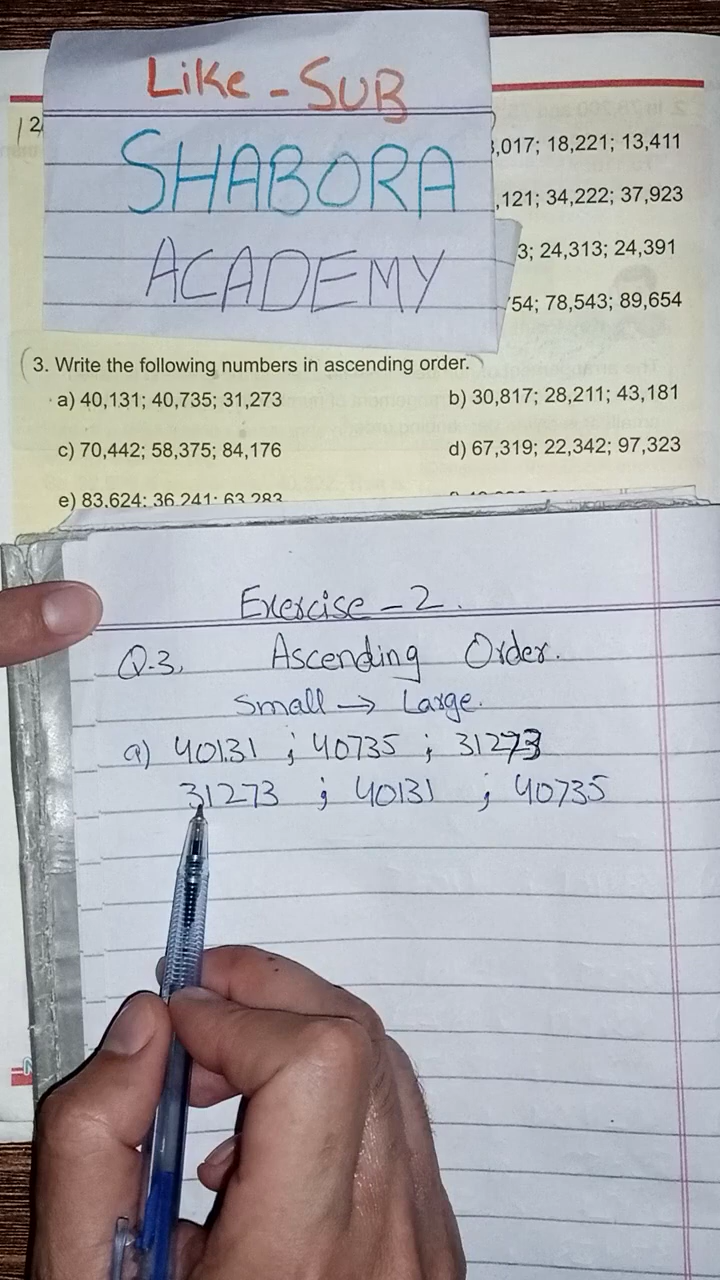 Like - SUB
SHABORA
ACADEMY
12
,017; 18,221; 13,411
,121; 34,222; 37,923
3; 24,313; 24,391
54; 78,543; 89,654
3. Write the following numbers in ascending order.
a) 40,131; 40,735; 31,273
b) 30,817; 28,211; 43,181
c) 70,442; 58,375; 84,176
d) 67,319; 22,342; 97,323
e) 83,624; 36,241; 63,283
Exercise - 2.
Q.3, Ascending Order.
Small → Large.
a) 40131 ; 40735 ; 31273
31273 ; 40131 ; 40735